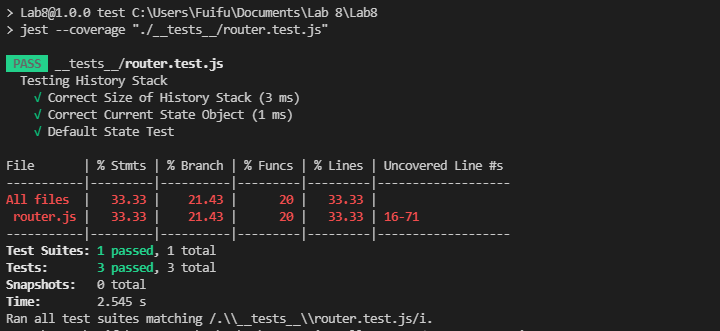 > Lab8@1.0.0 test C:\Users\Fuifu\Documents\Lab 8\Lab8
> jest --coverage "./__tests__/router.test.js"
PASS __tests__/router.test.js
Testing History Stack
√ Correct Size of History Stack (3 ms)
√ Correct Current State Object (1 ms)
√ Default State Test
File | % Stmts | % Branch | % Funcs | % Lines | Uncovered Line #s
-----------|---------|----------|---------|---------|-------------------
All files | 33.33 | 21.43 | 20 | 33.33 |
router.js | 33.33 | 21.43 | 20 | 33.33 | 16-71
-----------|---------|----------|---------|---------|-------------------
Test Suites: 1 passed, 1 total
Tests: 3 passed, 3 total
Snapshots: 0 total
Time: 2.545 s
Ran all test suites matching /.\\__tests__\\router.test.js/i.